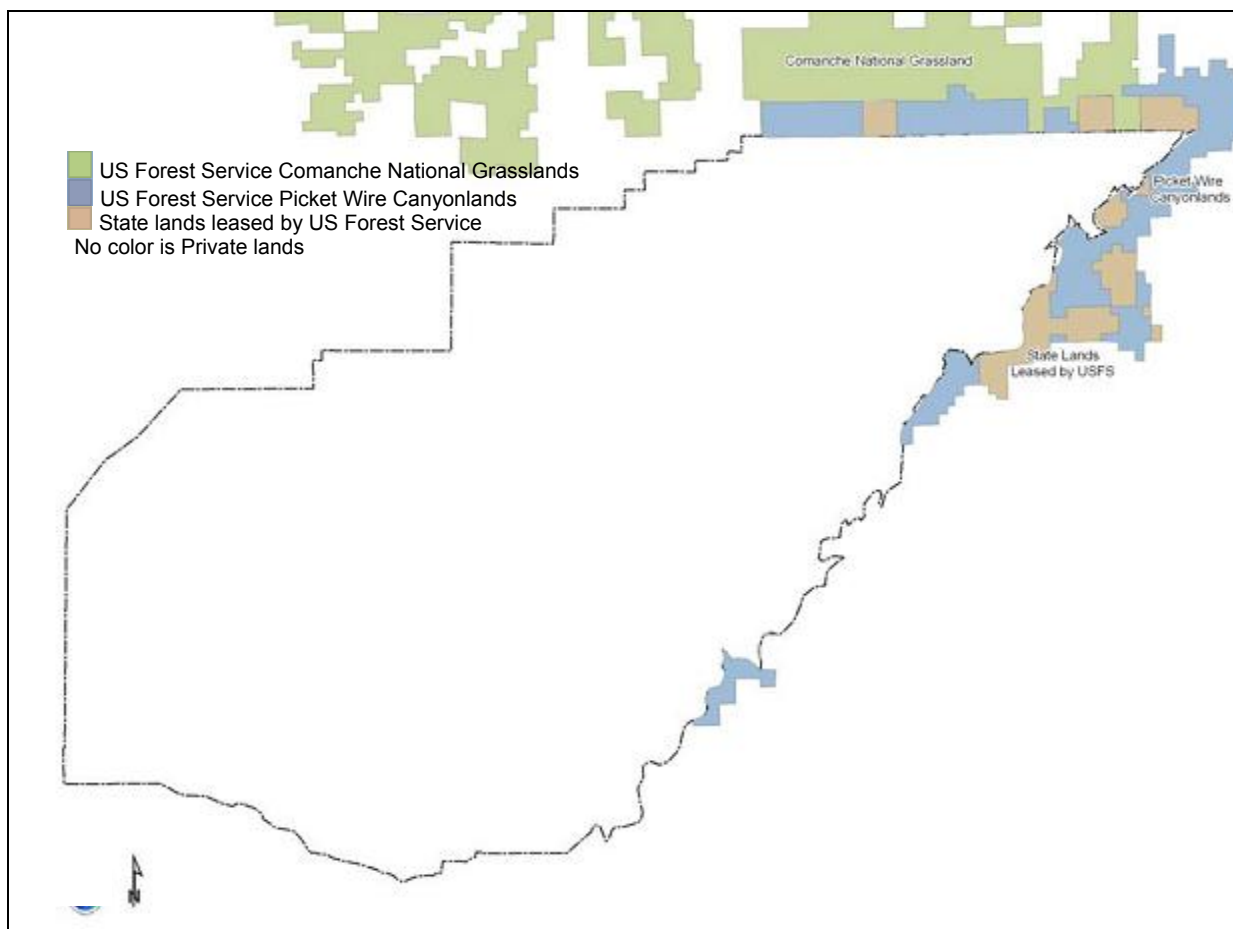 Comanche National Grassland
US Forest Service Comanche National Grasslands
US Forest Service Picket Wire Canyonlands
State lands leased by US Forest Service
No color is Private lands
Picket Wire
Canyonlands
State Lands
Leased by USFS
N